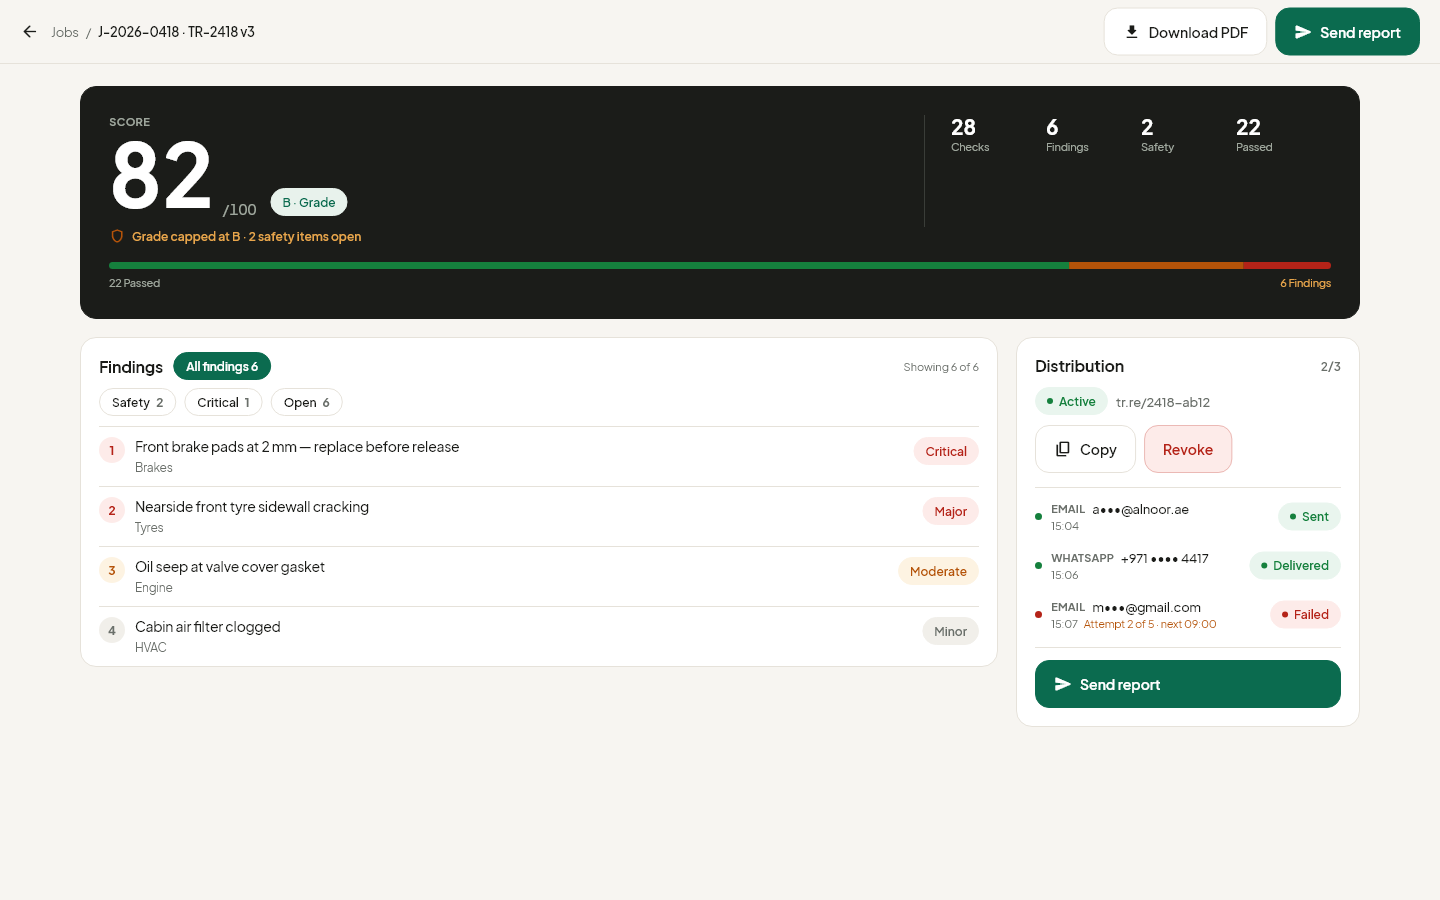 Jobs / J-2026-0418 · TR-2418 v3
Download PDF
Send report
SCORE
82 /100
B · Grade
Grade capped at B · 2 safety items open
28
Checks
6
Findings
2
Safety
22
Passed
22 Passed
6 Findings
Findings
All findings 6
Showing 6 of 6
Safety 2
Critical 1
Open 6
1
Front brake pads at 2 mm — replace before release
Brakes
Critical
2
Nearside front tyre sidewall cracking
Tyres
Major
3
Oil seep at valve cover gasket
Engine
Moderate
4
Cabin air filter clogged
HVAC
Minor
Distribution
2/3
Active
tr.re/2418-ab12
Copy
Revoke
EMAIL a•••@alnoor.ae
15:04
Sent
WHATSAPP +971 •••• 4417
15:06
Delivered
EMAIL m•••@gmail.com
15:07 Attempt 2 of 5 · next 09:00
Failed
Send report